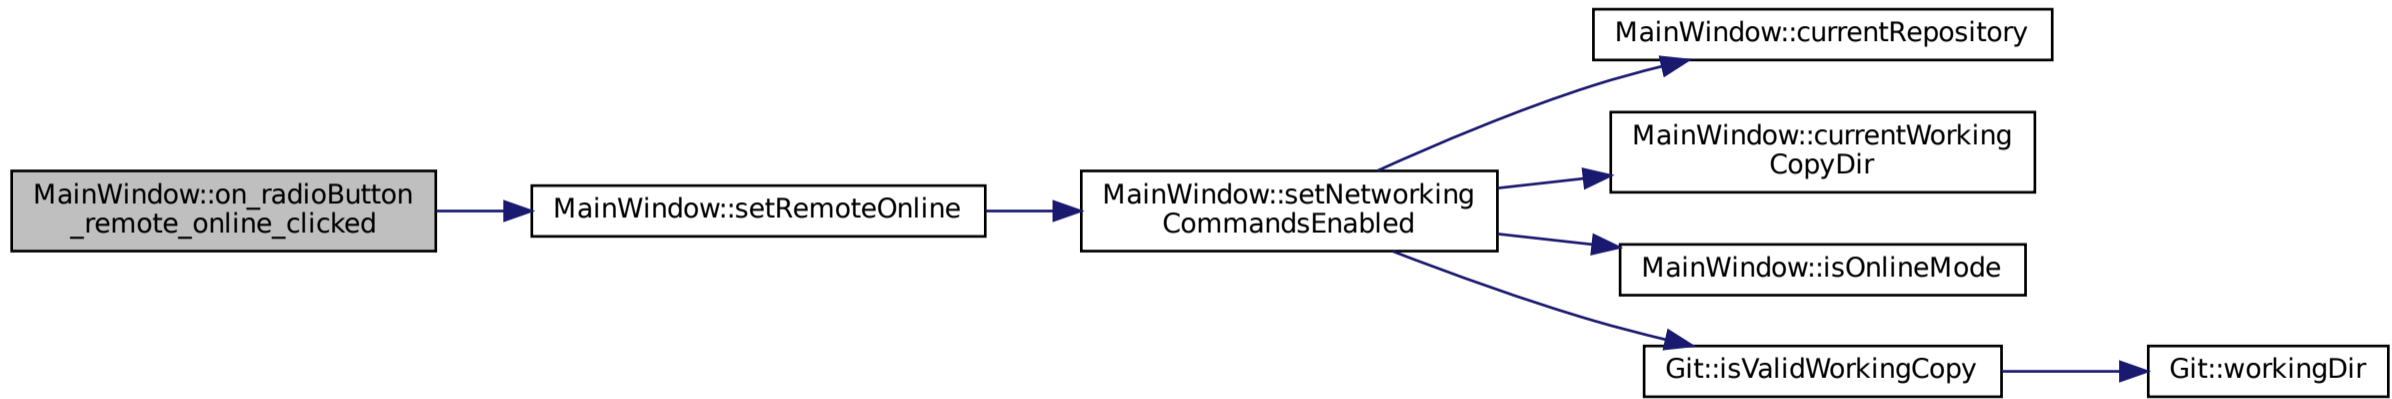 MainWindow::on_radioButton
_remote_online_clicked
MainWindow::setRemoteOnline
MainWindow::setNetworking
CommandsEnabled
MainWindow::currentRepository
MainWindow::currentWorking
CopyDir
MainWindow::isOnlineMode
Git::isValidWorkingCopy
Git::workingDir